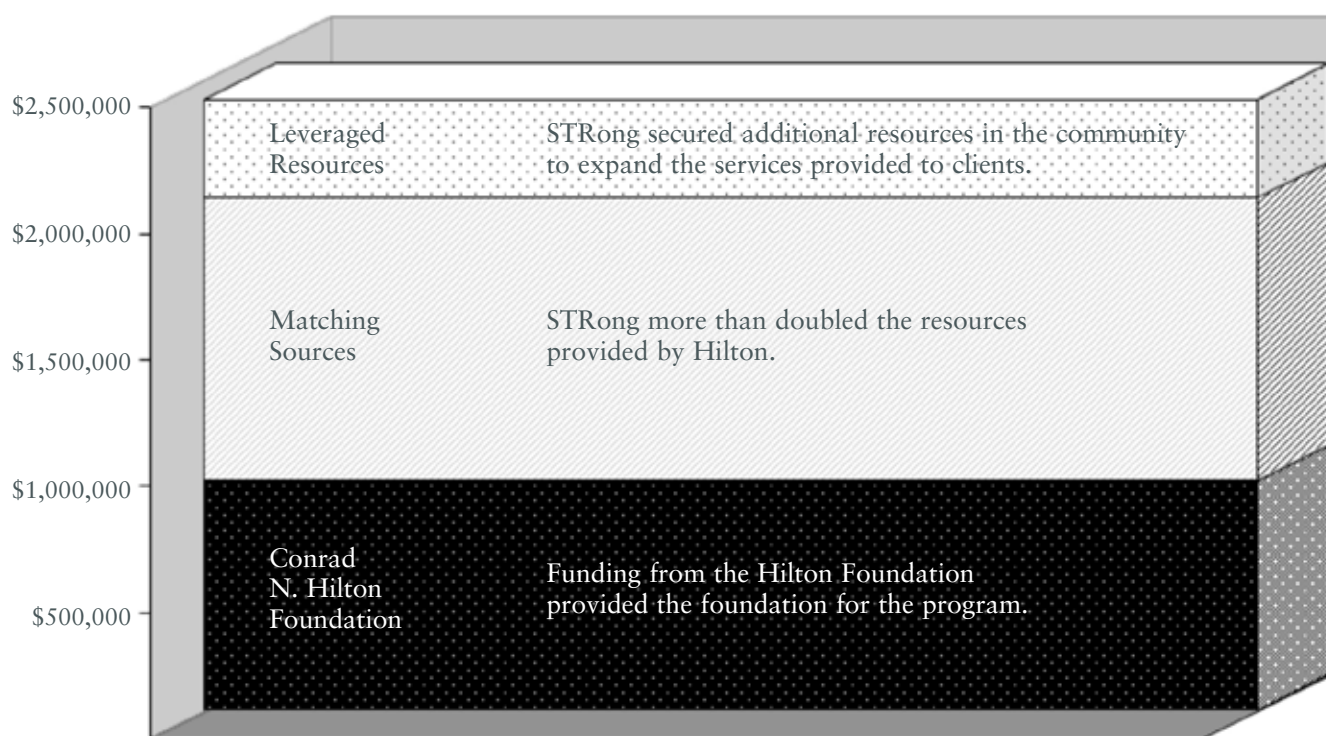 $2,500,000
Leveraged
Resources
STRong secured additional resources in the community
to expand the services provided to clients.
$2,000,000
Matching
Sources
STRong more than doubled the resources
provided by Hilton.
$1,500,000
$1,000,000
Conrad
N. Hilton
Foundation
Funding from the Hilton Foundation
provided the foundation for the program.
$500,000